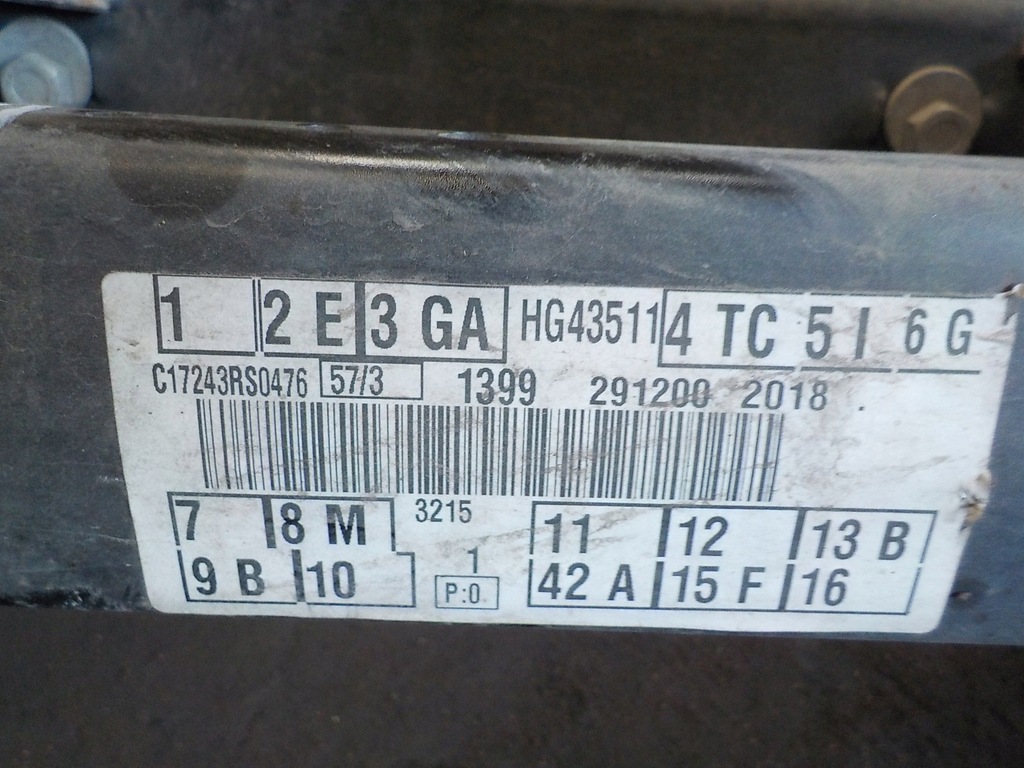 1 2 E 3 GA HG43511 4 TC 5 I 6 G
C17243RS0476 57/3 1399 291200 2018
7 8 M 3215 11 12 13 B
9 B 10 1 P:0 42 A 15 F 16